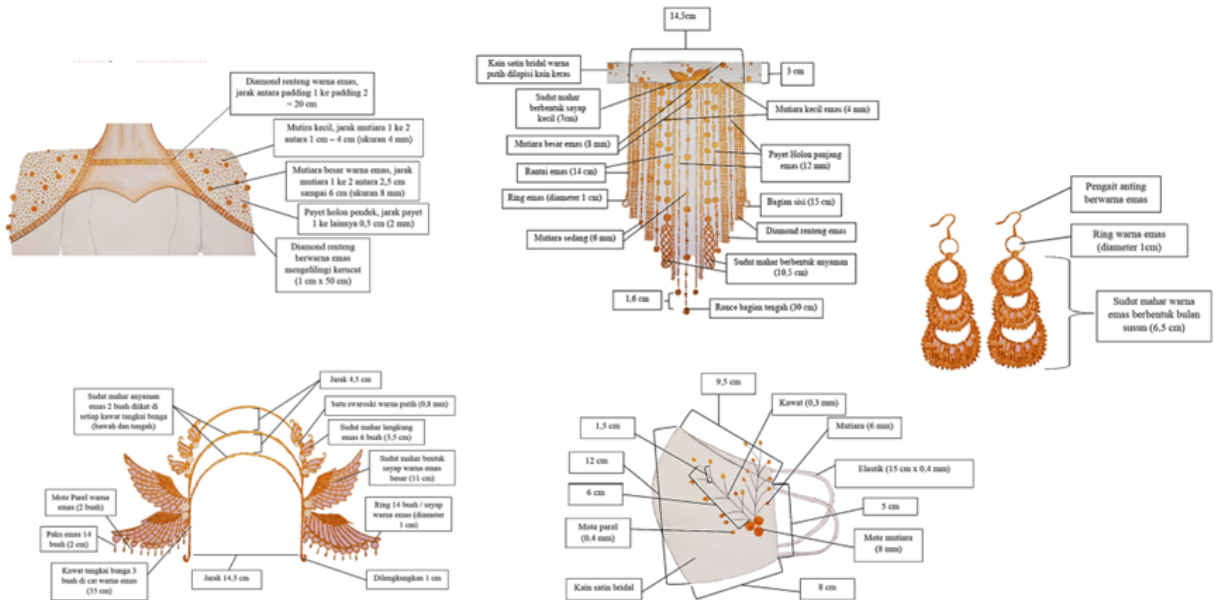 Diamond renteng warna emas,
jarak antara padding 1 ke padding 2
= 20 cm
Mutira kecil, jarak mutiara 1 ke 2
antara 1 cm – 4 cm (ukuran 4 mm)
Mutiara besar warna emas, jarak
mutiara 1 ke 2 antara 2,5 cm
sampai 6 cm (ukuran 8 mm)
Payet holon pendek, jarak payet
1 ke lainnya 0,5 cm (2 mm)
Diamond renteng
berwarna emas
mengelilingi kerucut
(1 cm x 50 cm)
14,5cm
Kain satin bridal warna
putih dilapisi kain keras
3 cm
Sudut mahar
berbentuk sayap
kecil (7cm)
Mutiara kecil emas (4 mm)
Mutiara besar emas (8 mm)
Payet Holon panjang
emas (12 mm)
Rantai emas (14 cm)
Ring emas (diameter 1 cm)
Bagian sisi (15 cm)
Mutiara sedang (6 mm)
Diamond renteng emas
Sudut mahar berbentuk anyaman
(10,5 cm)
1,6 cm
Ronce bagian tengah (30 cm)
Pengait anting
berwarna emas
Ring warna emas
(diameter 1cm)
Sudut mahar warna
emas berbentuk bulan
susun (6,5 cm)
Jarak 4,5 cm
Sudut mahar anyaman
emas 2 buah diikat di
setiap kawat tangkai bunga
(bawah dan tengah)
batu swaroski warna putih (0,8 mm)
Sudut mahar lengkung
emas 6 buah (5,5 cm)
Sudut mahar bentuk
sayap warna emas
besar (11 cm)
Mote Parel warna
emas (2 buah)
Ring 14 buah / sayap
warna emas (diameter
1 cm)
Paku emas 14
buah (2 cm)
Kawat tangkai bunga 3
buah di cat warna emas
(35 cm)
Jarak 14,5 cm
Dilengkungkan 1 cm
9,5 cm
Kawat (0,3 mm)
1,5 cm
Mutiara (6 mm)
12 cm
Elastik (15 cm x 0,4 mm)
6 cm
5 cm
Mote parel
(0,4 mm)
Mote mutiara
(8 mm)
Kain satin bridal
8 cm